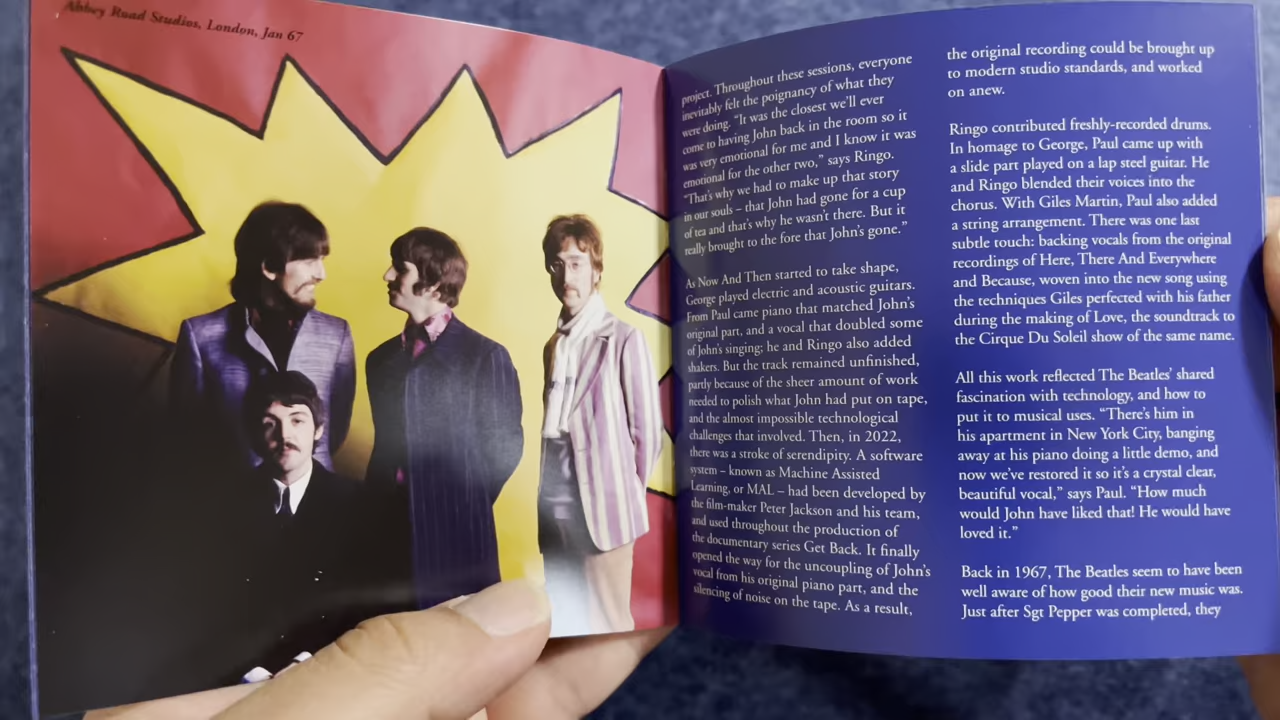 Abbey Road Studios, London, Jan 67
project. Throughout these sessions, everyone
inevitably felt the poignancy of what they
were doing. “It was the closest we’ll ever
come to having John back in the room so it
was very emotional for me and I know it was
emotional for the other two,” says Ringo.
“That’s why we had to make up that story
in our souls – that John had gone for a cup
of tea and that’s why he wasn’t there. But it
really brought to the fore that John’s gone.”
As Now And Then started to take shape,
George played electric and acoustic guitars.
From Paul came piano that matched John’s
original part, and a vocal that doubled some
of John’s singing; he and Ringo also added
shakers. But the track remained unfinished,
partly because of the sheer amount of work
needed to polish what John had put on tape,
and the almost impossible technological
challenges that involved. Then, in 2022,
there was a stroke of serendipity. A software
system – known as Machine Assisted
Learning, or MAL – had been developed by
the film-maker Peter Jackson and his team,
and used throughout the production of
the documentary series Get Back. It finally
opened the way for the uncoupling of John’s
vocal from his original piano part, and the
silencing of noise on the tape. As a result,
the original recording could be brought up
to modern studio standards, and worked
on anew.
Ringo contributed freshly-recorded drums.
In homage to George, Paul came up with
a slide part played on a lap steel guitar. He
and Ringo blended their voices into the
chorus. With Giles Martin, Paul also added
a string arrangement. There was one last
subtle touch: backing vocals from the original
recordings of Here, There And Everywhere
and Because, woven into the new song using
the techniques Giles perfected with his father
during the making of Love, the soundtrack to
the Cirque Du Soleil show of the same name.
All this work reflected The Beatles’ shared
fascination with technology, and how to
put it to musical uses. “There’s him in
his apartment in New York City, banging
away at his piano doing a little demo, and
now we’ve restored it so it’s a crystal clear,
beautiful vocal,” says Paul. “How much
would John have liked that! He would have
loved it.”
Back in 1967, The Beatles seem to have been
well aware of how good their new music was.
Just after Sgt Pepper was completed, they